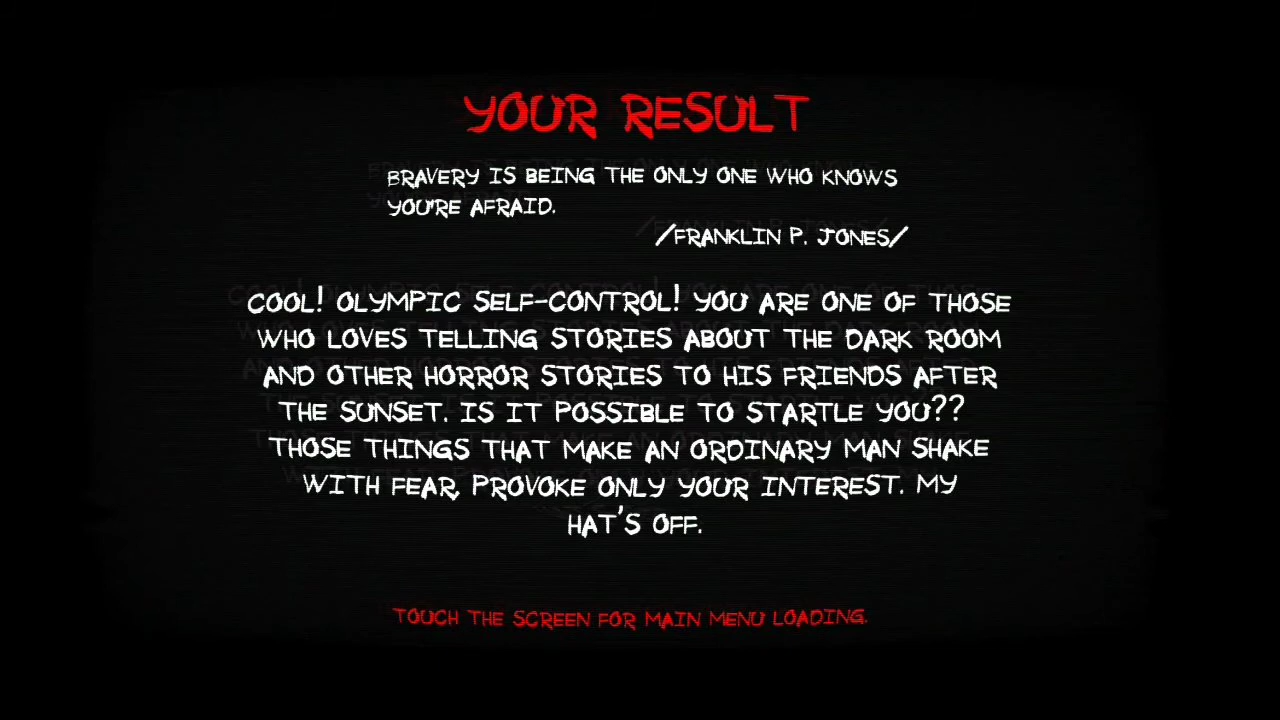 YOUR RESULT
BRAVERY IS BEING THE ONLY ONE WHO KNOWS
YOU'RE AFRAID.
/FRANKLIN P. JONES/
COOL! OLYMPIC SELF-CONTROL! YOU ARE ONE OF THOSE
WHO LOVES TELLING STORIES ABOUT THE DARK ROOM
AND OTHER HORROR STORIES TO HIS FRIENDS AFTER
THE SUNSET. IS IT POSSIBLE TO STARTLE YOU??
THOSE THINGS THAT MAKE AN ORDINARY MAN SHAKE
WITH FEAR, PROVOKE ONLY YOUR INTEREST. MY
HAT'S OFF.
TOUCH THE SCREEN FOR MAIN MENU LOADING.